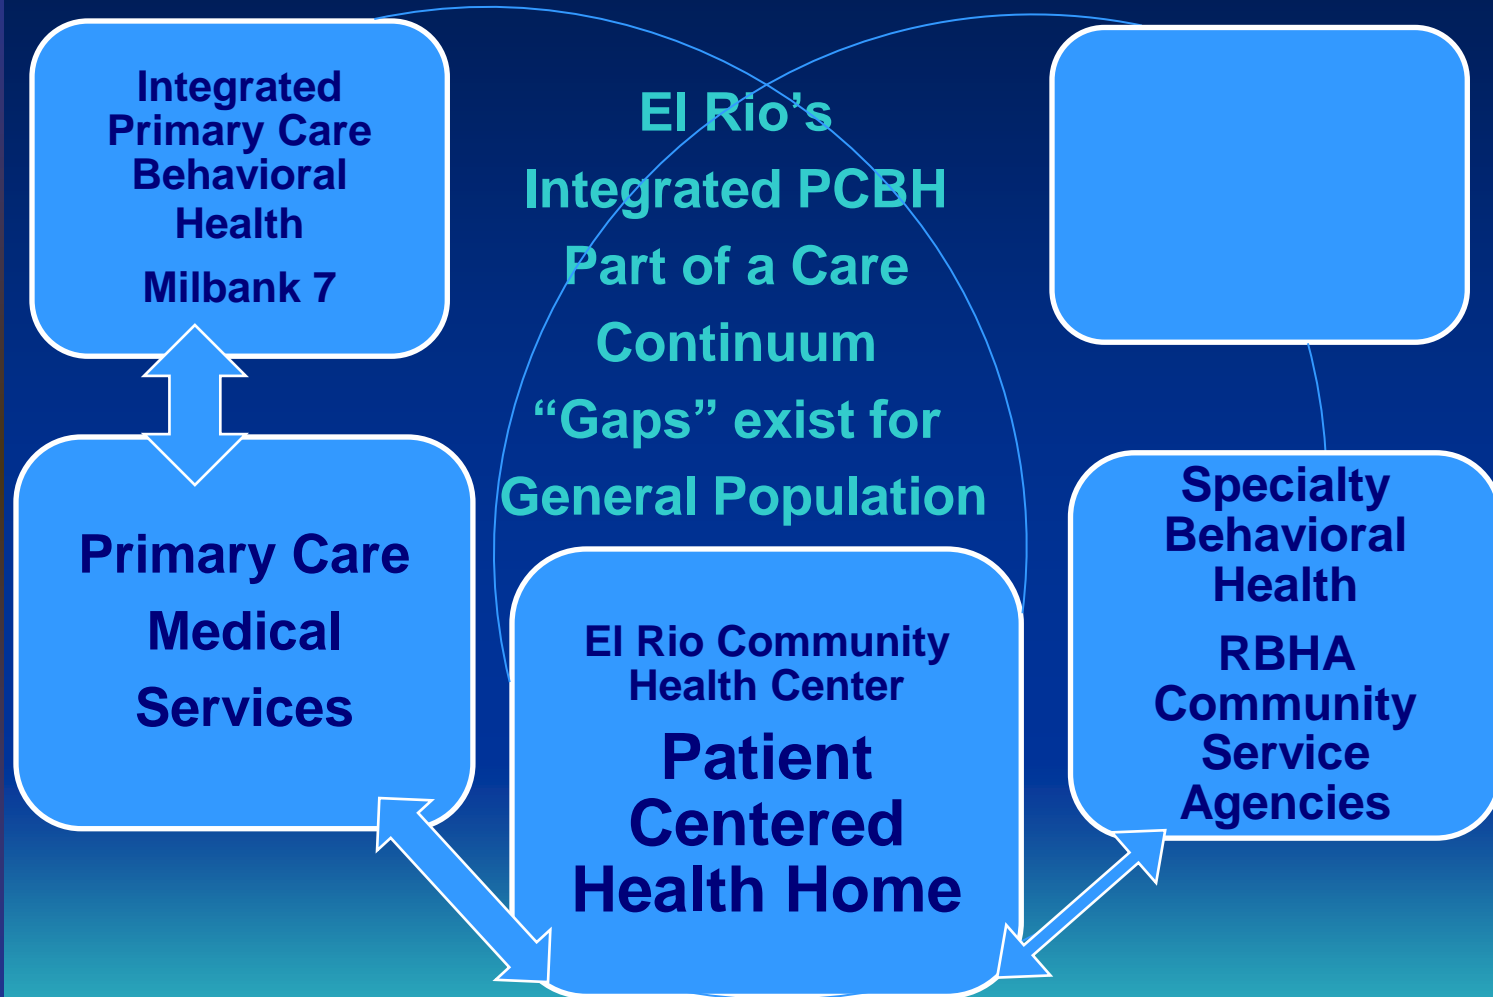 Integrated
Primary Care
Behavioral
Health
Milbank 7
El Rio’s
Integrated PCBH
Part of a Care
Continuum
“Gaps” exist for
General Population
Primary Care
Medical
Services
El Rio Community
Health Center
Patient
Centered
Health Home
Specialty
Behavioral
Health
RBHA
Community
Service
Agencies